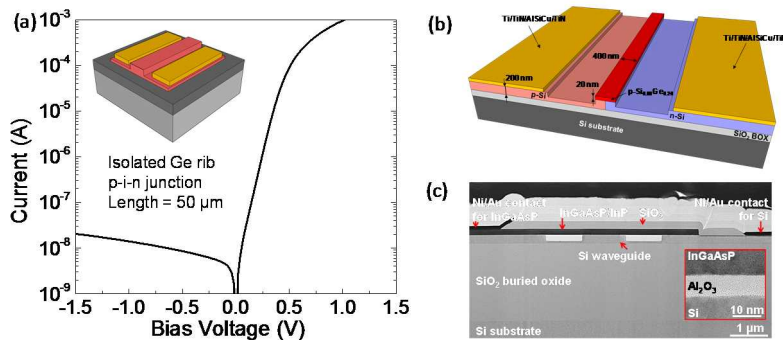 (a)
10⁻³
10⁻⁴
10⁻⁵
10⁻⁶
10⁻⁷
10⁻⁸
10⁻⁹
Current (A)
Isolated Ge rib
p-i-n junction
Length = 50 μm
-1.5 -1.0 -0.5 0.0 0.5 1.0 1.5
Bias Voltage (V)
(b)
Ti/TiN/AlSiCu/TiN
Ti/TiN/AlSiCu/TiN
400nm
200nm
20nm
p-Si
n-Si
Si substrate
SiO₂ BOX
(c)
Ni/Au contact
for InGaAsP
InGaAsP/InP
SiO₂
Ni/Au contact
for Si
Si waveguide
SiO₂ buried oxide
Si substrate
InGaAsP
Al₂O₃
Si
10 nm
1 μm